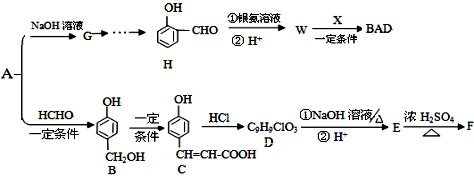 OH
NaOH 溶液 G ··· CHO ①银氨溶液 ② H⁺ W X 一定条件 BAD
H
A
HCHO 一定条件 OH CH₂OH 一定条件 OH CH=CH-COOH HCl C₉H₉ClO₃ ①NaOH 溶液/△ ② H⁺ E 浓 H₂SO₄ △ F
B C D